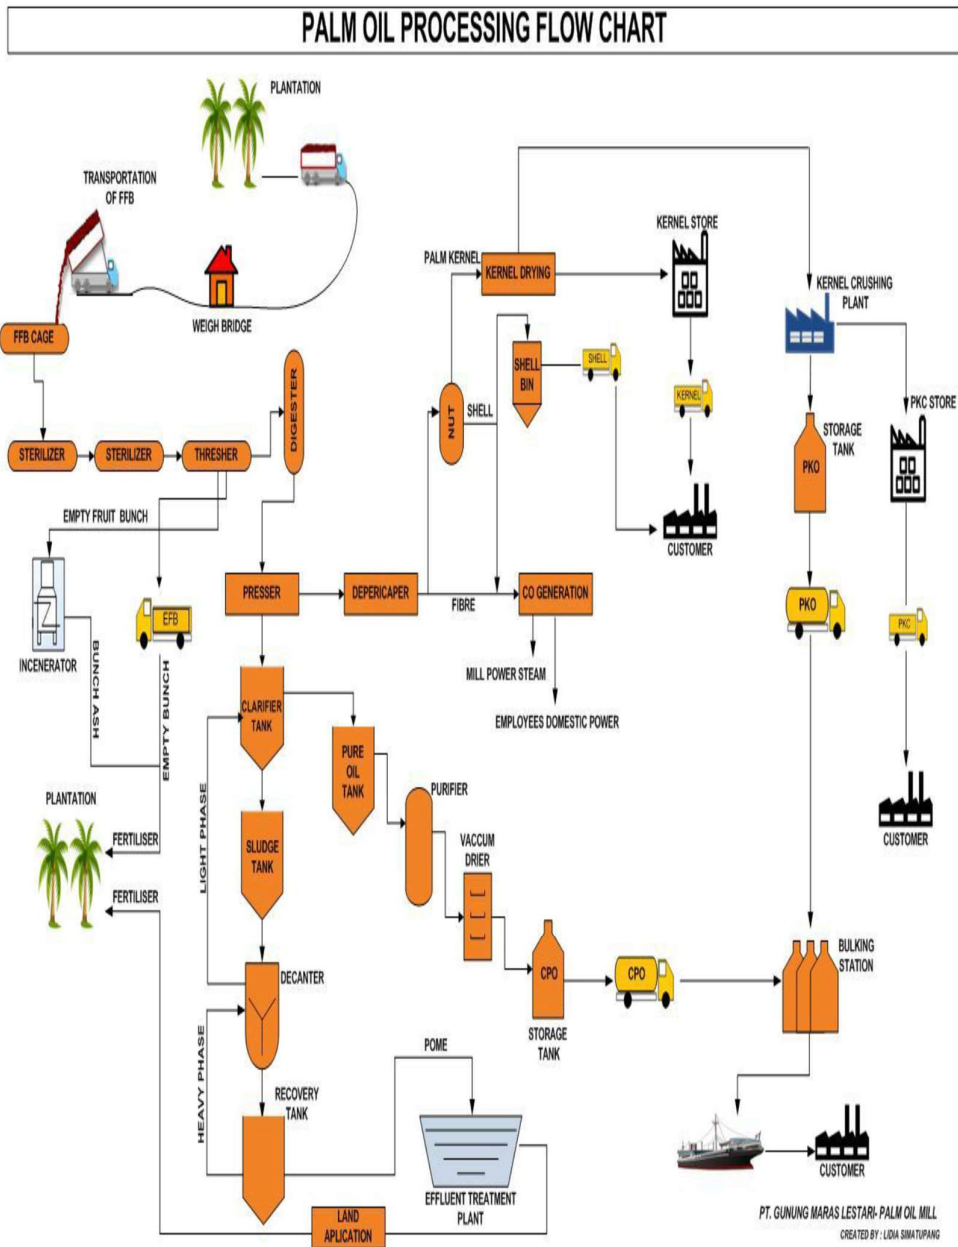 PALM OIL PROCESSING FLOW CHART
PLANTATION
TRANSPORTATION
OF FFB
WEIGH BRIDGE
FFB CAGE
STERILIZER
STERILIZER
THRESHER
DIGESTER
EMPTY FRUIT BUNCH
INCENERATOR
BUNCH ASH
EFB
EMPTY BUNCH
PLANTATION
FERTILISER
FERTILISER
PRESSER
DEPERICAPER
FIBRE
CO GENERATION
MILL POWER STEAM
EMPLOYEES DOMESTIC POWER
NUT
SHELL
PALM KERNEL
KERNEL DRYING
SHELL
BIN
SHELL
KERNEL STORE
KERNEL
CUSTOMER
KERNEL CRUSHING
PLANT
STORAGE
TANK
PKO
PKO
PKC STORE
PKC
CUSTOMER
CLARIFIER
TANK
LIGHT PHASE
SLUDGE
TANK
DECANTER
HEAVY PHASE
RECOVERY
TANK
PURE
OIL
TANK
PURIFIER
VACCUM
DRIER
CPO
STORAGE
TANK
CPO
BULKING
STATION
POME
EFFLUENT TREATMENT
PLANT
LAND
APLICATION
CUSTOMER
PT. GUNUNG MARAS LESTARI- PALM OIL MILL
CREATED BY : LIDIA SIMATUPANG